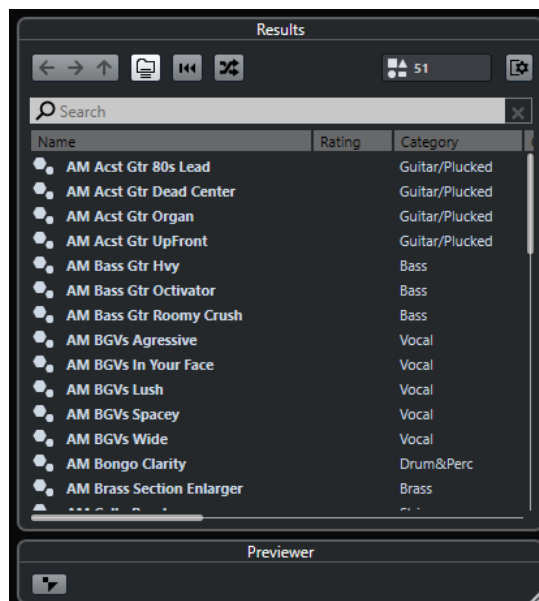 Results
51
Search
Name Rating Category
AM Acst Gtr 80s Lead Guitar/Plucked
AM Acst Gtr Dead Center Guitar/Plucked
AM Acst Gtr Organ Guitar/Plucked
AM Acst Gtr UpFront Guitar/Plucked
AM Bass Gtr Hvy Bass
AM Bass Gtr Octivator Bass
AM Bass Gtr Roomy Crush Bass
AM BGVs Agressive Vocal
AM BGVs In Your Face Vocal
AM BGVs Lush Vocal
AM BGVs Spacey Vocal
AM BGVs Wide Vocal
AM Bongo Clarity Drum&Perc
AM Brass Section Enlarger Brass
Previewer